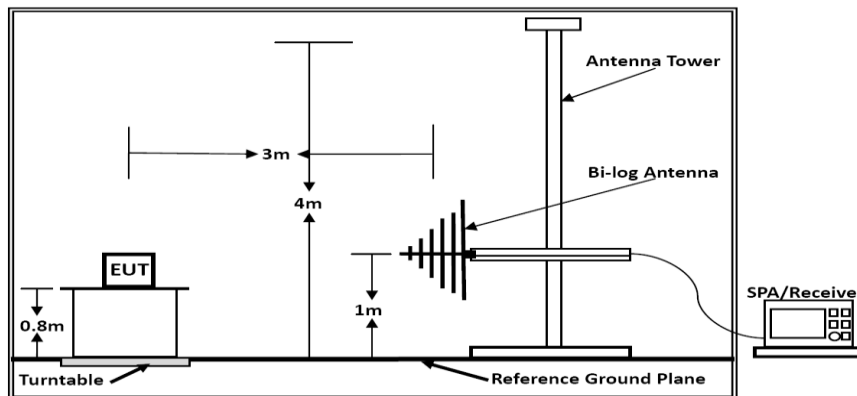 Antenna Tower
3m
Bi-log Antenna
4m
EUT
1m
0.8m
SPA/Receive
Turntable
Reference Ground Plane